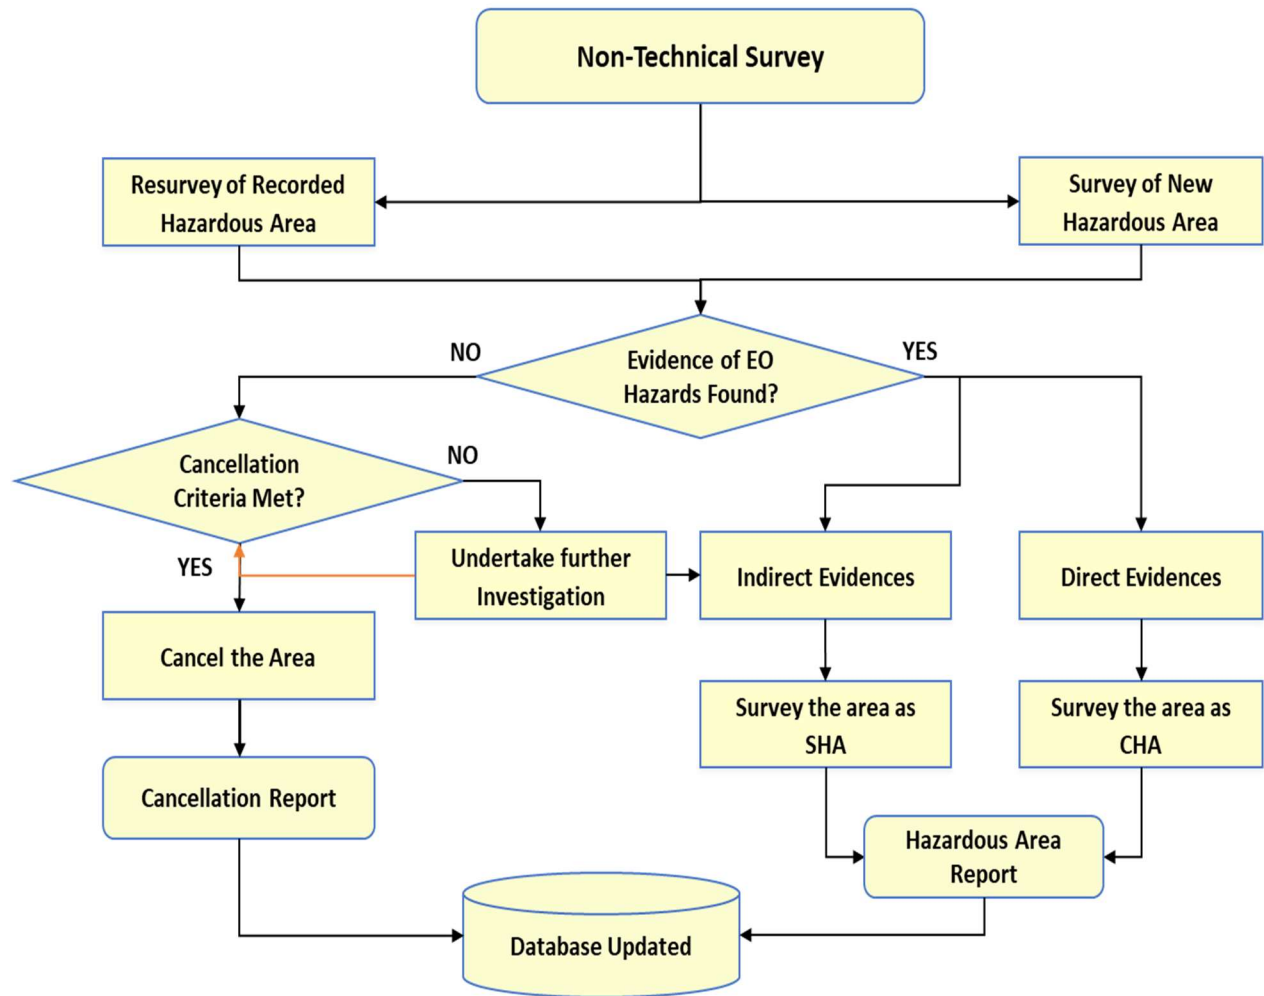 Non-Technical Survey
Resurvey of Recorded
Hazardous Area
Survey of New
Hazardous Area
NO
Evidence of EO
Hazards Found?
YES
Cancellation
Criteria Met?
NO
YES
Undertake further
Investigation
Indirect Evidences
Direct Evidences
Cancel the Area
Survey the area as
SHA
Survey the area as
CHA
Cancellation Report
Hazardous Area
Report
Database Updated